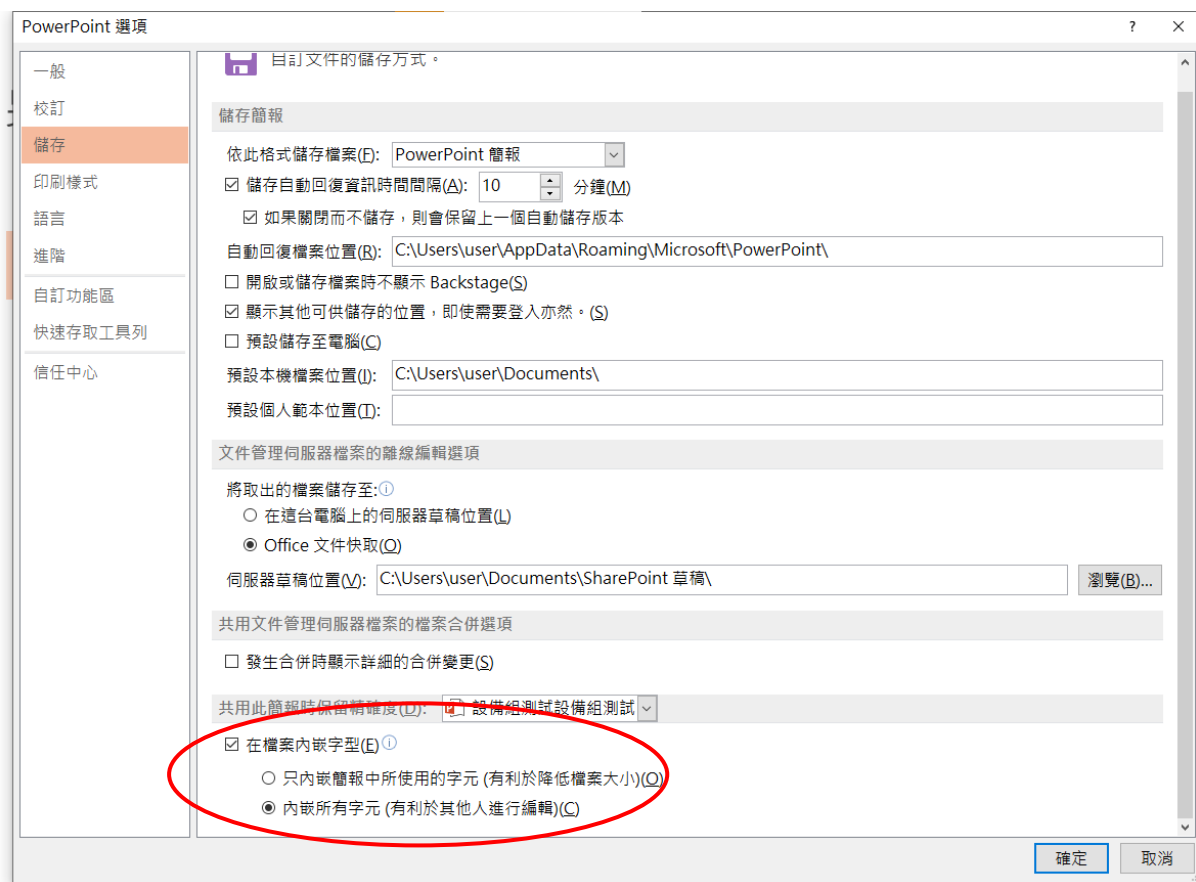 PowerPoint 選項
?
一般
校訂
儲存
印刷樣式
語言
進階
自訂功能區
快速存取工具列
信任中心
自訂文件的儲存方式。
儲存簡報
依此格式儲存檔案(F): PowerPoint 簡報
儲存自動回復資訊時間間隔(A): 10 分鐘(M)
如果關閉而不儲存，則會保留上一個自動儲存版本
自動回復檔案位置(R): C:\Users\user\AppData\Roaming\Microsoft\PowerPoint\
開啟或儲存檔案時不顯示 Backstage(S)
顯示其他可供儲存的位置，即使需要登入亦然。(S)
預設儲存至電腦(C)
預設本機檔案位置(I): C:\Users\user\Documents\
預設個人範本位置(T):
文件管理伺服器檔案的離線編輯選項
將取出的檔案儲存至:
在這台電腦上的伺服器草稿位置(L)
Office 文件快取(O)
伺服器草稿位置(V): C:\Users\user\Documents\SharePoint 草稿\ 瀏覽(B)...
共用文件管理伺服器檔案的檔案合併選項
發生合併時顯示詳細的合併變更(S)
共用此簡報時保留精確度(D): 設備組測試設備組測試
在檔案內嵌字型(E)
只內嵌簡報中所使用的字元 (有利於降低檔案大小)(O)
內嵌所有字元 (有利於其他人進行編輯)(C)
確定 取消